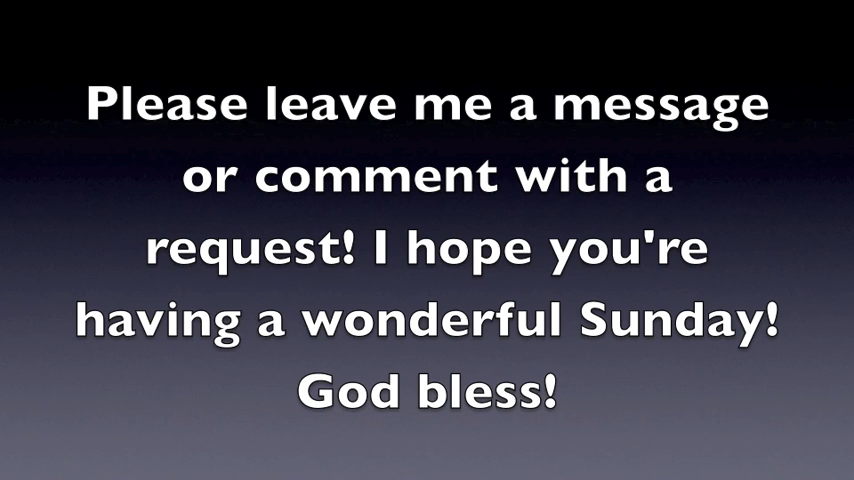 Please leave me a message
or comment with a
request! I hope you're
having a wonderful Sunday!
God bless!